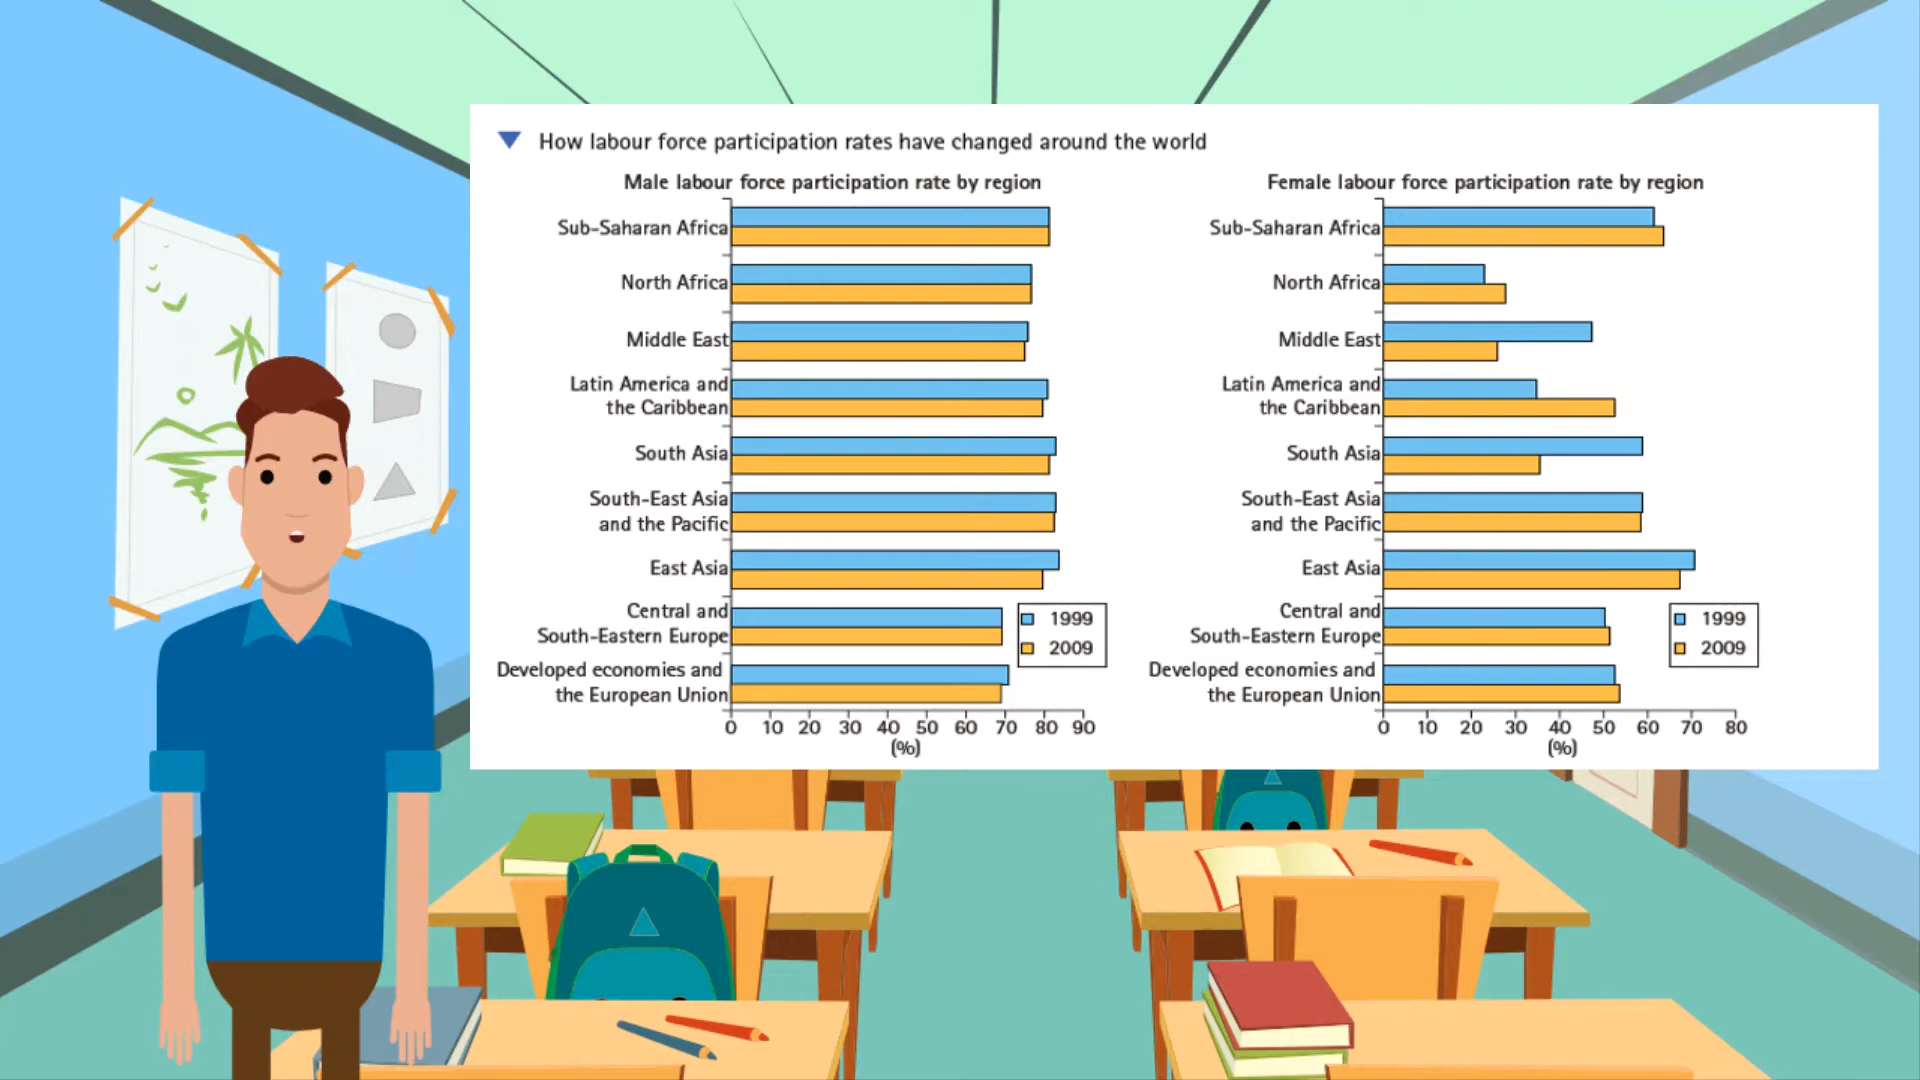 How labour force participation rates have changed around the world
Male labour force participation rate by region
Sub-Saharan Africa
North Africa
Middle East
Latin America and
the Caribbean
South Asia
South-East Asia
and the Pacific
East Asia
Central and
South-Eastern Europe
Developed economies and
the European Union
1999
2009
0 10 20 30 40 50 60 70 80 90
(%)
Female labour force participation rate by region
Sub-Saharan Africa
North Africa
Middle East
Latin America and
the Caribbean
South Asia
South-East Asia
and the Pacific
East Asia
Central and
South-Eastern Europe
Developed economies and
the European Union
1999
2009
0 10 20 30 40 50 60 70 80
(%)